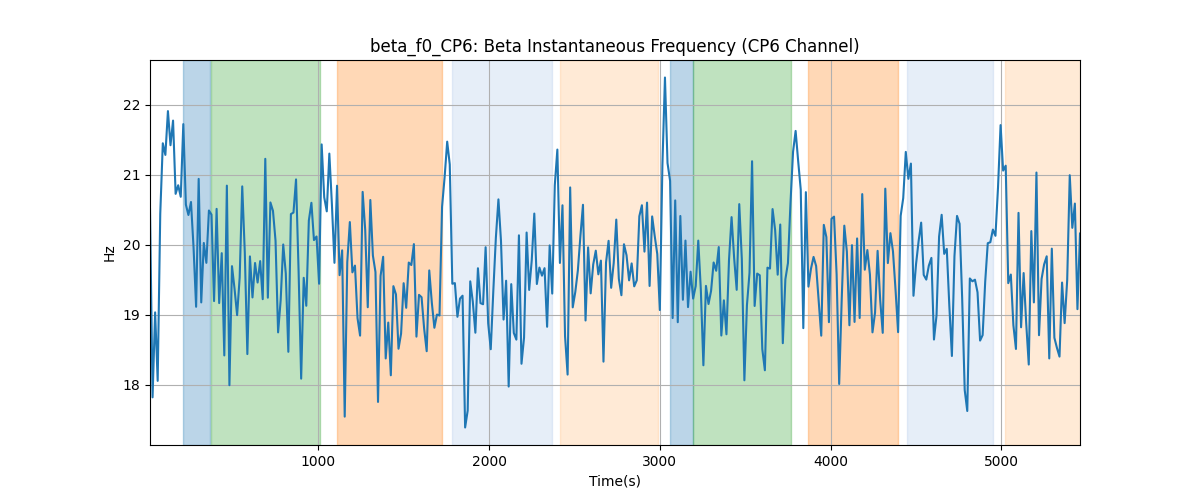 beta_f0_CP6: Beta Instantaneous Frequency (CP6 Channel)
22
21
20
19
18
Hz
1000 2000 3000 4000 5000
Time(s)